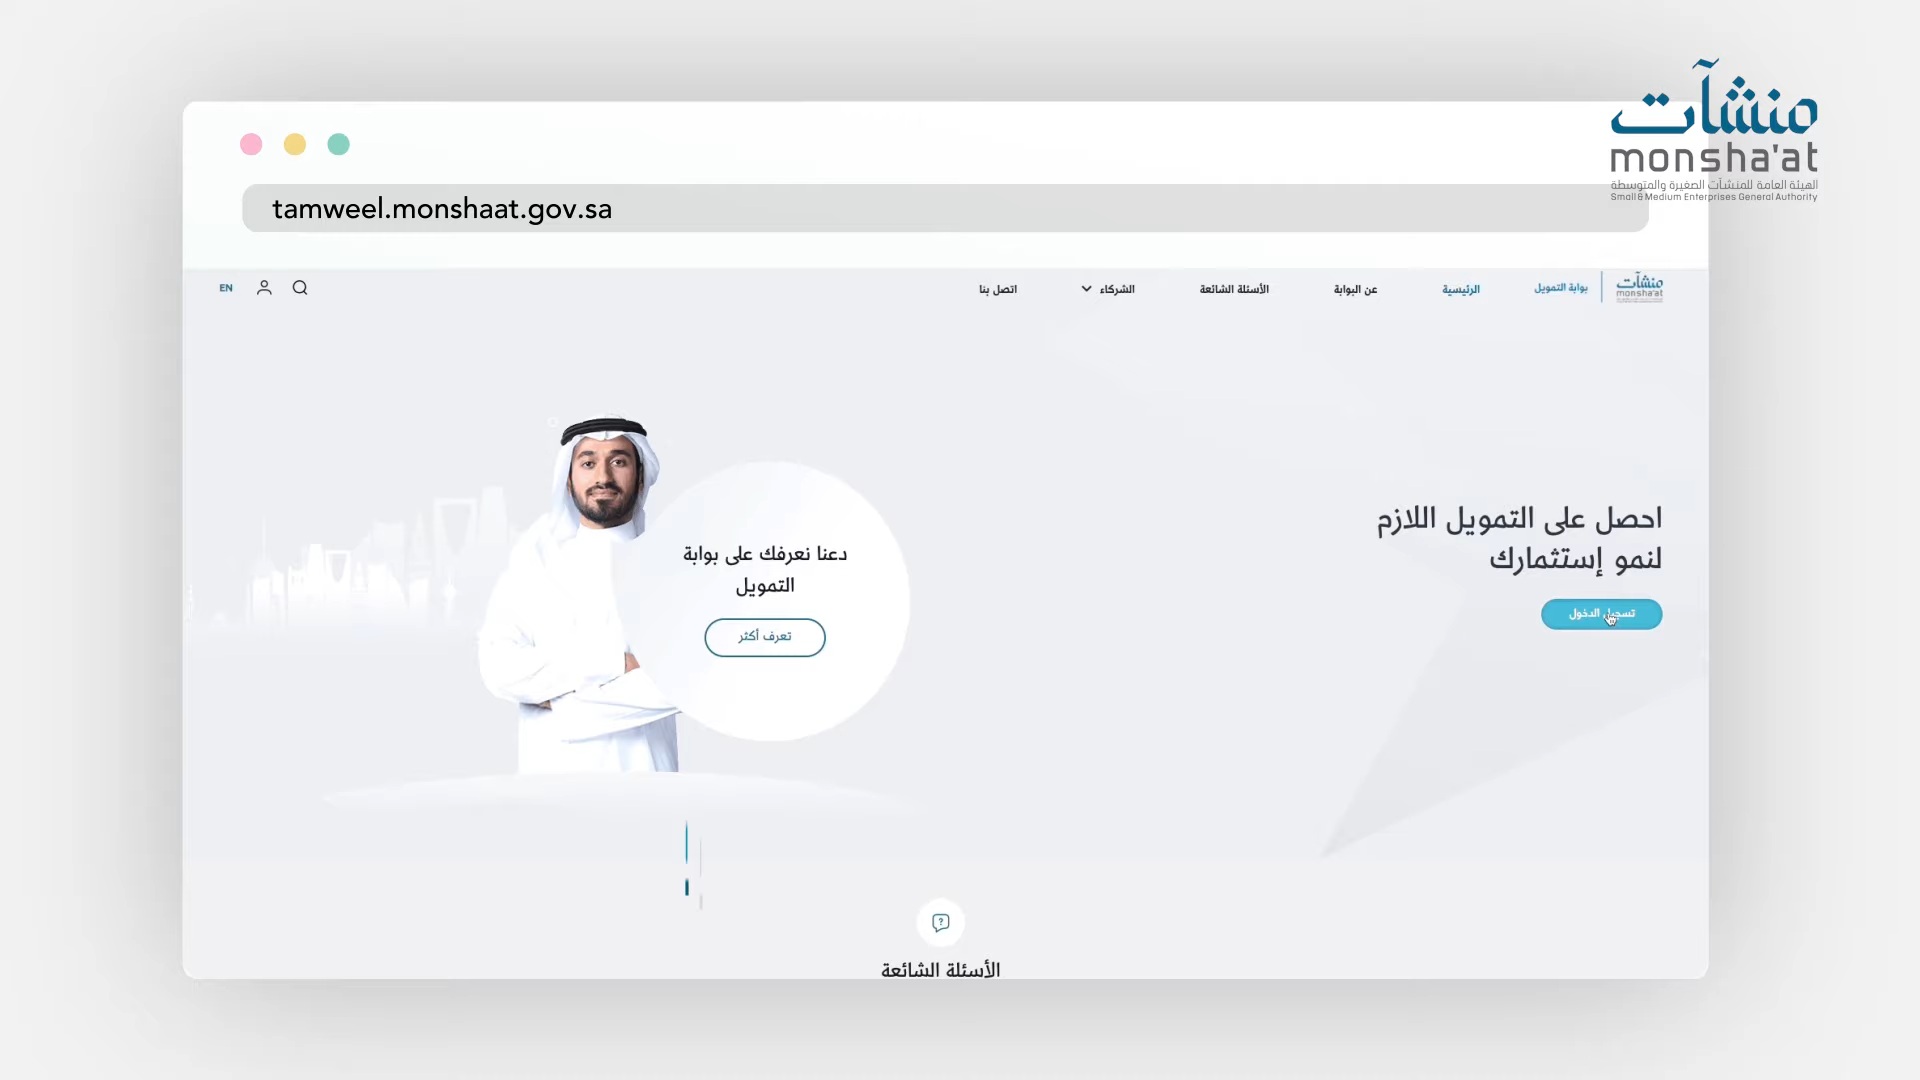 منشآت
monsha'at
الهيئة العامة للمنشآت الصغيرة والمتوسطة
Small & Medium Enterprises General Authority
tamweel.monshaat.gov.sa
منشآت
monsha'at
بوابة التمويل
الرئيسية
عن البوابة
الأسئلة الشائعة
الشركاء
اتصل بنا
EN
احصل على التمويل اللازم
لنمو إستثمارك
تسجيل الدخول
دعنا نعرفك على بوابة
التمويل
تعرف أكثر
الأسئلة الشائعة